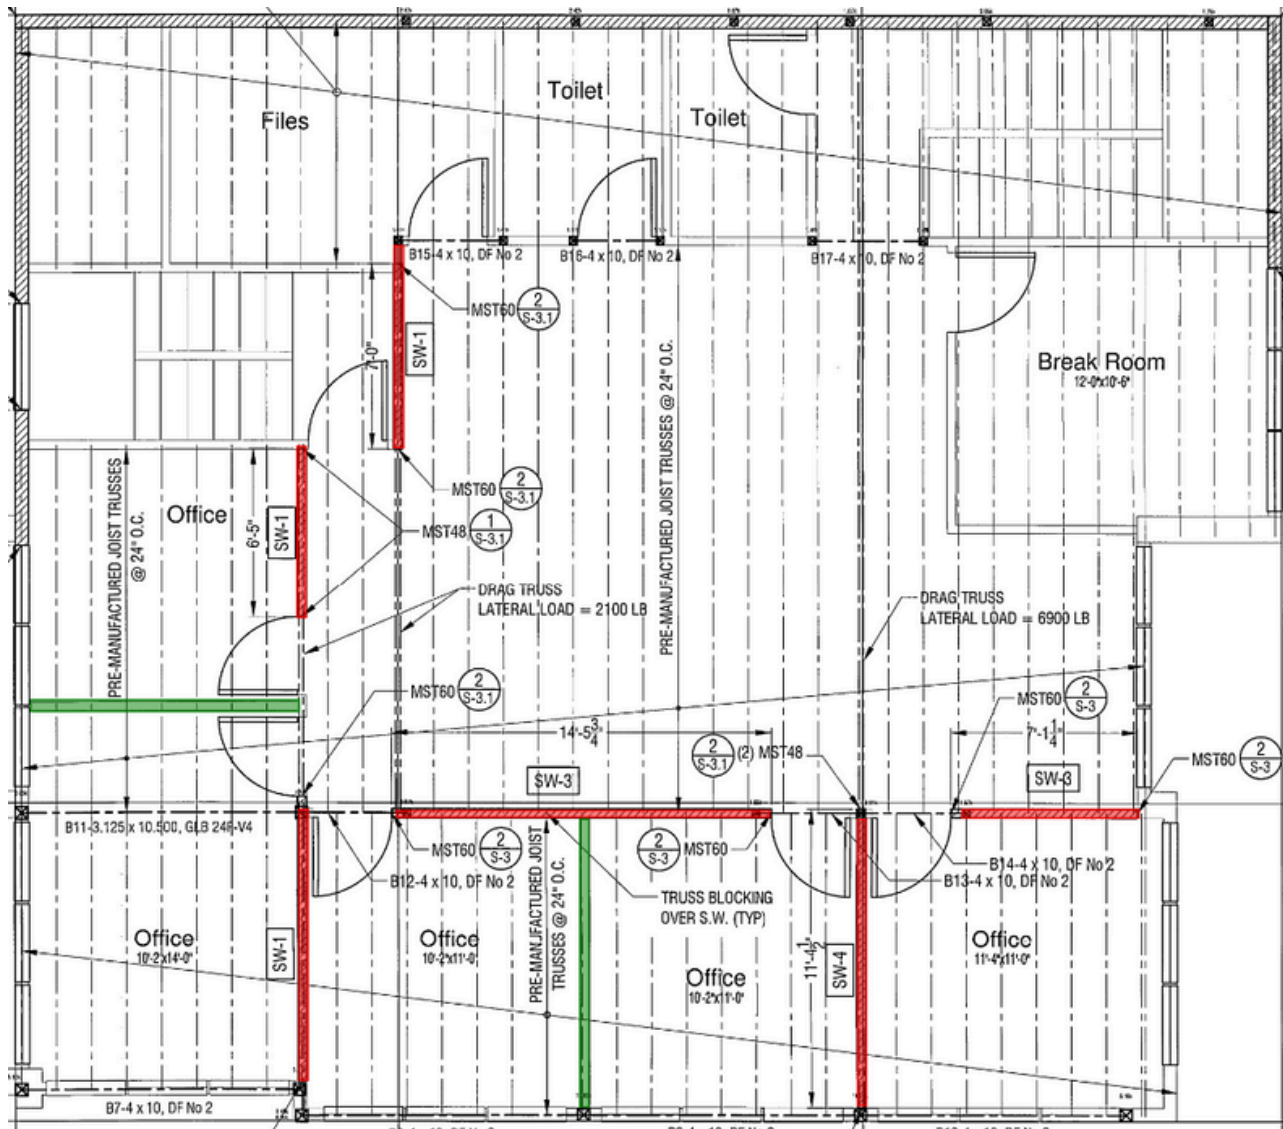 Toilet
Toilet
Files
B15-4 x 10, DF No 2
B16-4 x 10, DF No 2
B17-4 x 10, DF No 2
MST60
2
S-3.1
SW-1
7'-0"
Break Room
12'-0"x10'-6"
PRE-MANUFACTURED JOIST TRUSSES @ 24" O.C.
PRE-MANUFACTURED JOIST TRUSSES
@ 24" O.C.
Office
6'-5"
SW-1
MST60
2
S-3.1
MST48
1
S-3.1
DRAG TRUSS
LATERAL LOAD = 2100 LB
DRAG TRUSS
LATERAL LOAD = 6900 LB
MST60
2
S-3.1
MST60
2
S-3
14'-5 3/4"
7'-1 1/4"
2
S-3.1
(2) MST48
MST60
2
S-3
SW-3
SW-3
B11-3.125 x 10.500, GLB 24F-V4
MST60
2
S-3
2
S-3
MST60
B14-4 x 10, DF No 2
B13-4 x 10, DF No 2
B12-4 x 10, DF No 2
PRE-MANUFACTURED JOIST
TRUSSES @ 24" O.C.
TRUSS BLOCKING
OVER S.W. (TYP)
Office
10'-2"x14'-0"
SW-1
Office
10'-2"x11'-0"
Office
10'-2"x11'-0"
11'-4 1/2"
SW-4
Office
11'-4"x11'-0"
B7-4 x 10, DF No 2